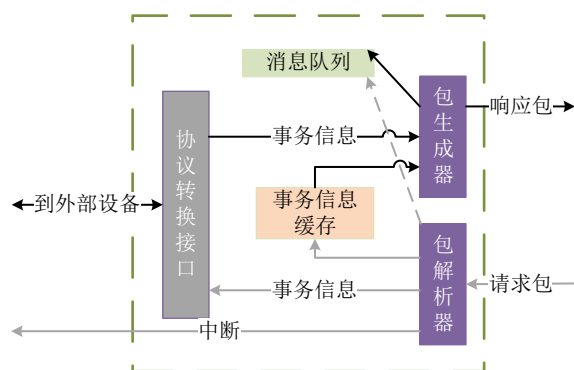 消息队列
包生成器
响应包
协议转换接口
事务信息
到外部设备
事务信息
缓存
包解析器
请求包
事务信息
中断